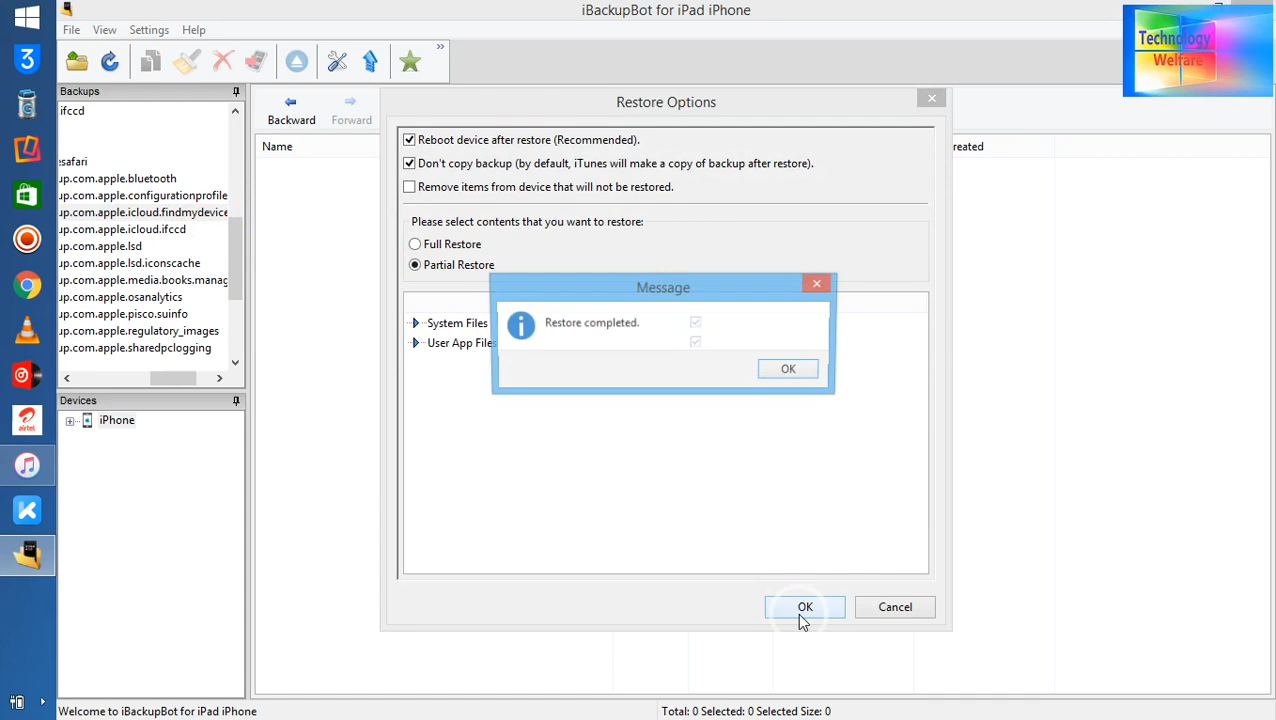 iBackupBot for iPad iPhone
File View Settings Help
Technology
Welfare
»
Backups
.ifccd
esafari
up.com.apple.bluetooth
up.com.apple.configurationprofile
up.com.apple.icloud.findmydevice
up.com.apple.icloud.ifccd
up.com.apple.lsd
up.com.apple.lsd.iconscache
up.com.apple.media.books.manag
up.com.apple.osanalytics
up.com.apple.pisco.suinfo
up.com.apple.regulatory_images
up.com.apple.sharedpclogging
Devices
iPhone
Backward Forward
Name
reated
Restore Options
Reboot device after restore (Recommended).
Don't copy backup (by default, iTunes will make a copy of backup after restore).
Remove items from device that will not be restored.
Please select contents that you want to restore:
Full Restore
Partial Restore
System Files
User App Files
Message
Restore completed.
OK
OK Cancel
airtel
Welcome to iBackupBot for iPad iPhone
Total: 0 Selected: 0 Selected Size: 0